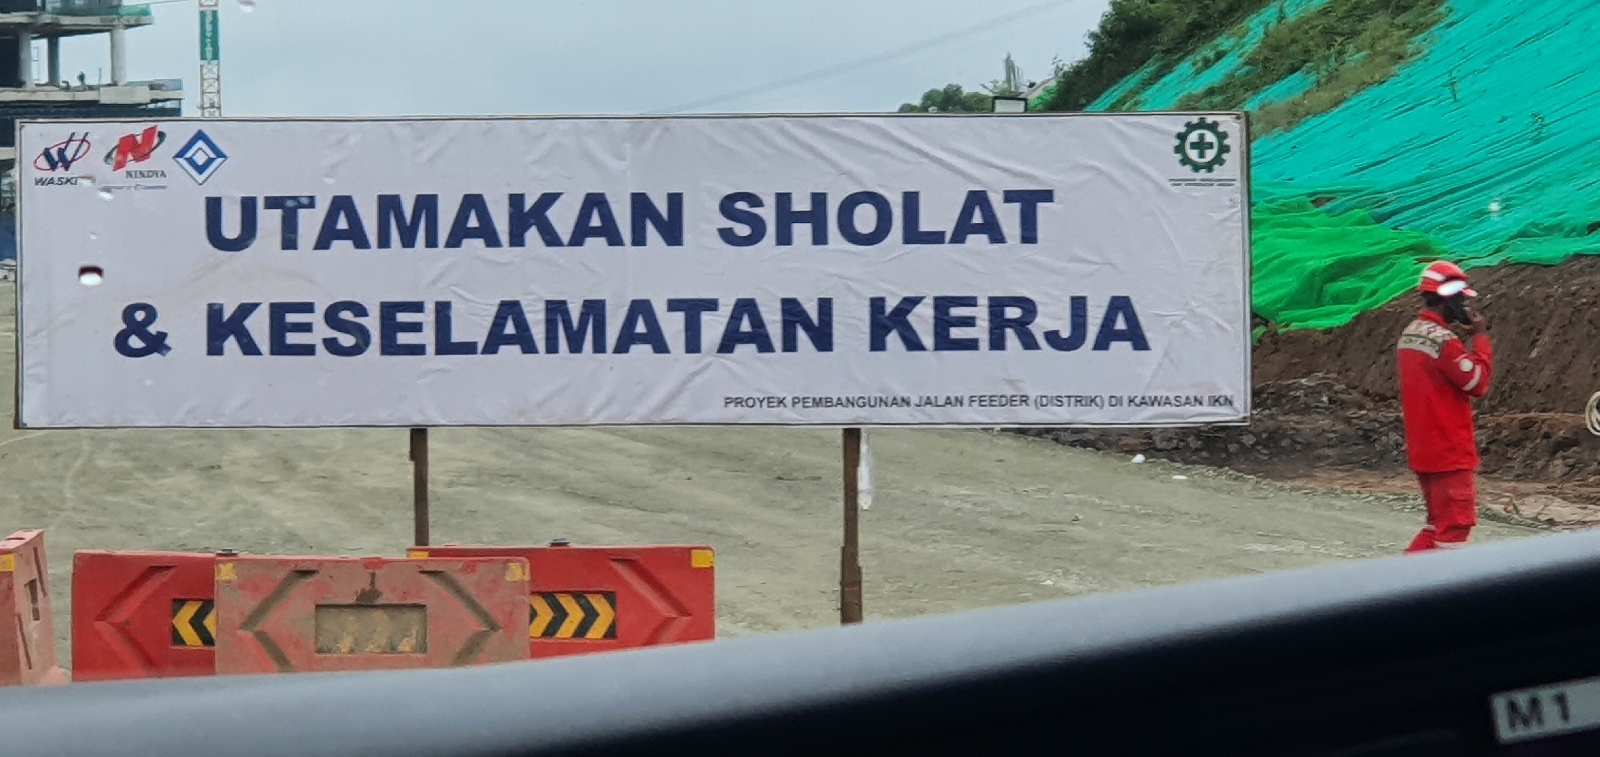 WASKITA
NINDYA
UTAMAKAN SHOLAT
& KESELAMATAN KERJA
PROYEK PEMBANGUNAN JALAN FEEDER (DISTRIK) DI KAWASAN IKN
M1